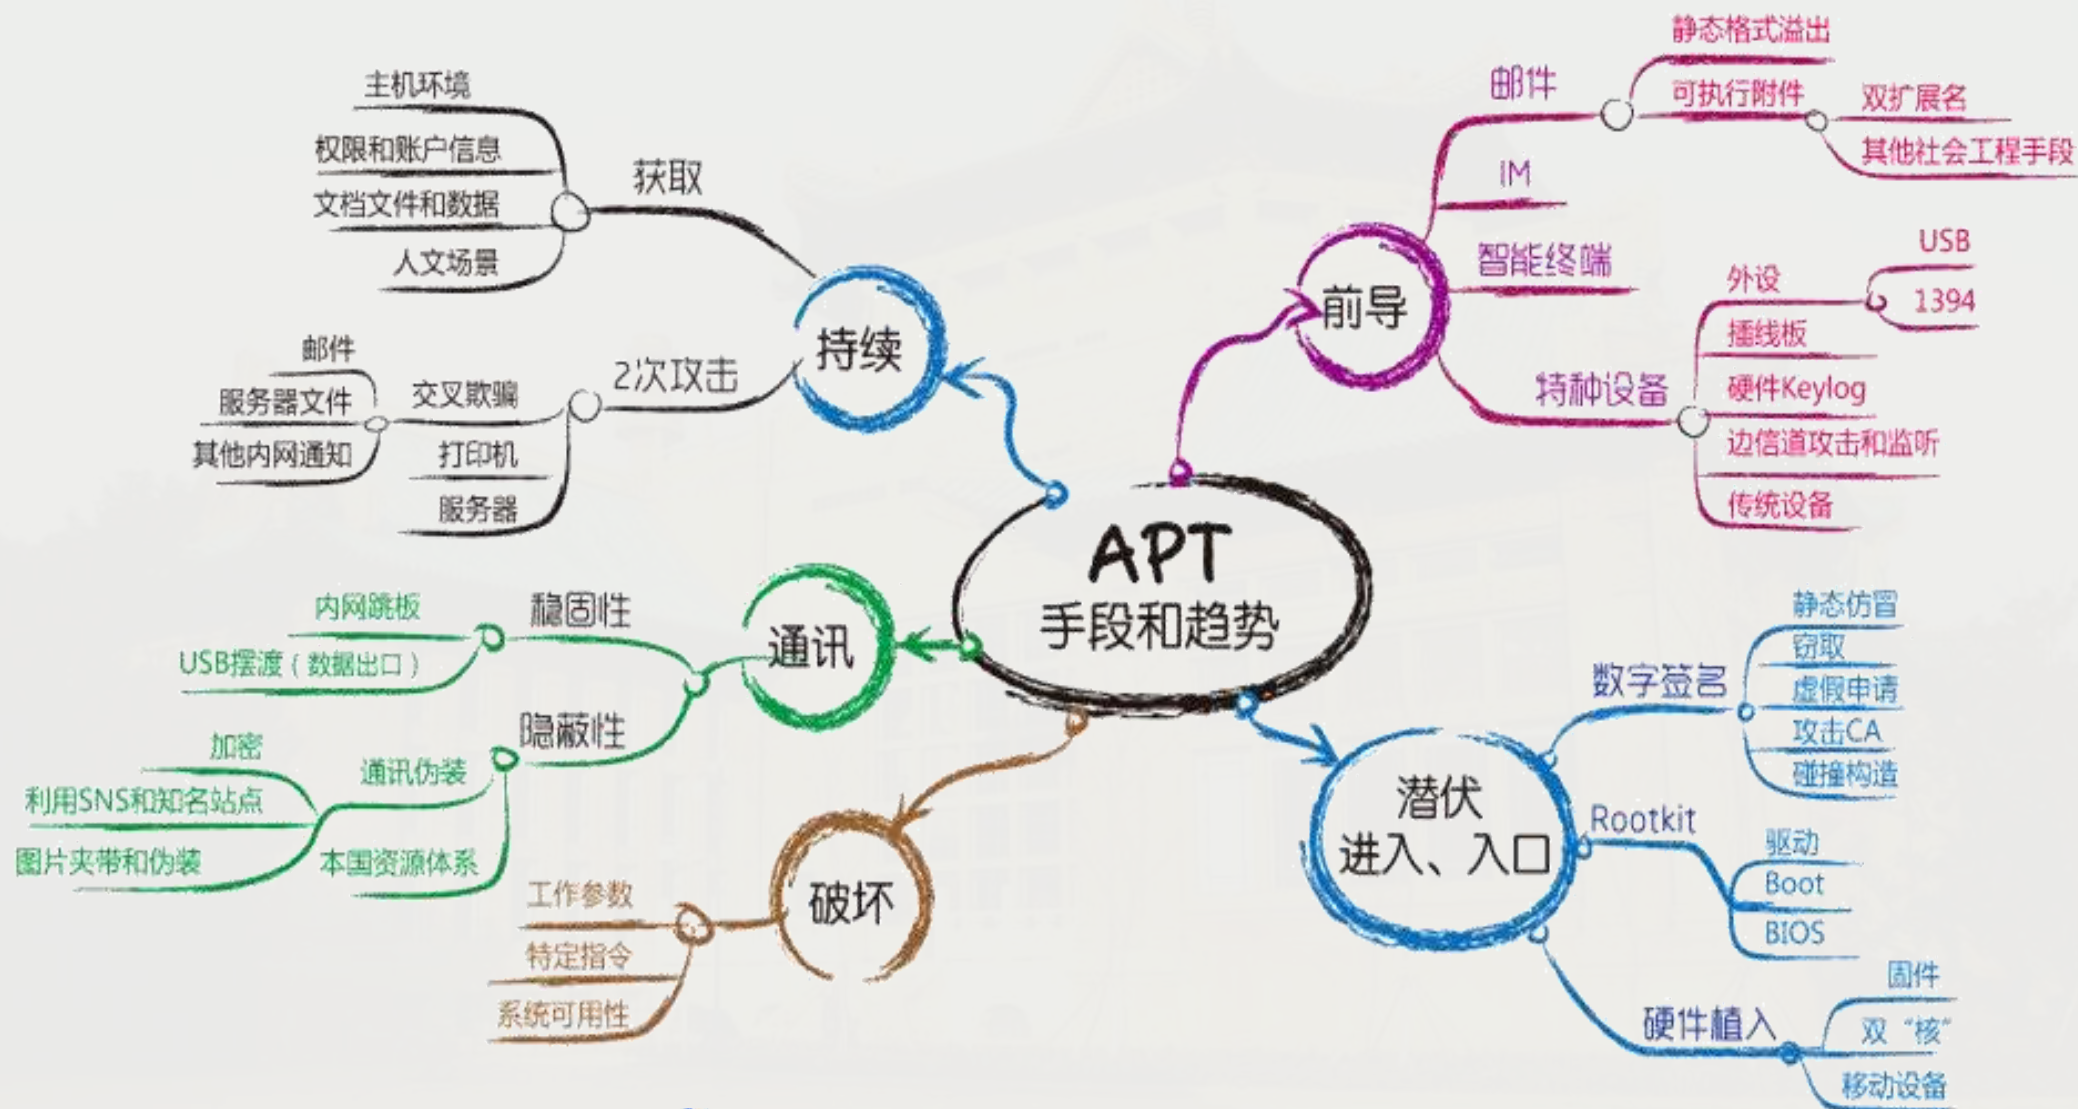 APT
手段和趋势
前导
邮件
静态格式溢出
可执行附件
双扩展名
其他社会工程手段
IM
智能终端
特种设备
外设
USB
1394
插线板
硬件Keylog
边信道攻击和监听
传统设备
潜伏
进入、入口
数字签名
静态仿冒
窃取
虚假申请
攻击CA
碰撞构造
Rootkit
驱动
Boot
BIOS
硬件植入
固件
双“核”
移动设备
破坏
工作参数
特定指令
系统可用性
通讯
稳固性
内网跳板
USB摆渡（数据出口）
隐蔽性
通讯伪装
加密
利用SNS和知名站点
图片夹带和伪装
本国资源体系
持续
获取
主机环境
权限和账户信息
文档文件和数据
人文场景
2次攻击
交叉欺骗
邮件
服务器文件
其他内网通知
打印机
服务器